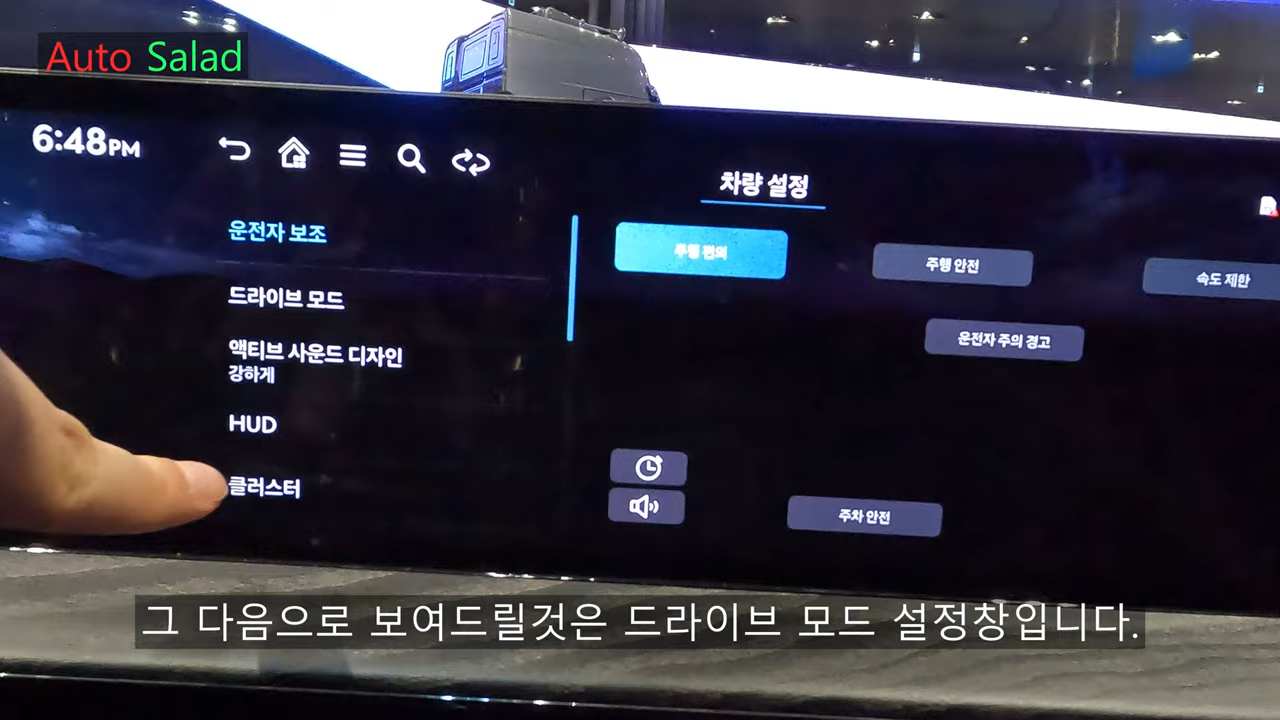 Auto Salad
6:48PM
차량 설정
운전자 보조
주행 편의
주행 안전
속도 제한
드라이브 모드
운전자 주의 경고
액티브 사운드 디자인
강하게
HUD
클러스터
주차 안전
그 다음으로 보여드릴것은 드라이브 모드 설정창입니다.